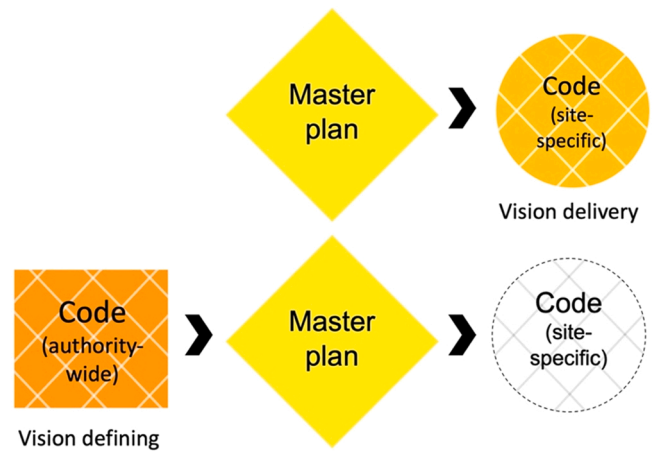 Master
plan
Code
(site-
specific)
Vision delivery
Code
(authority-
wide)
Vision defining
Master
plan
Code
(site-
specific)